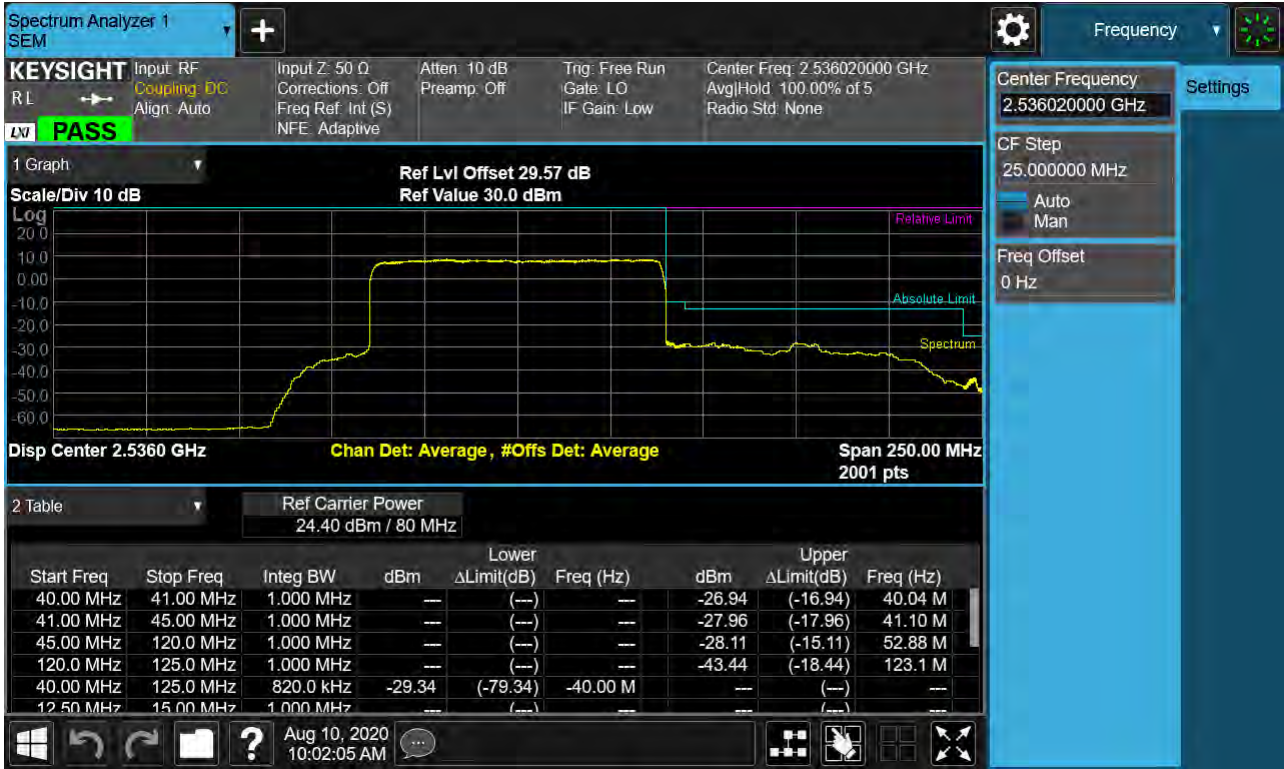 Spectrum Analyzer 1
SEM
+
Frequency
KEYSIGHT
RL
LXI
PASS
Input: RF
Coupling: DC
Align: Auto
Input Z: 50 Ω
Corrections: Off
Freq Ref: Int (S)
NFE: Adaptive
Atten: 10 dB
Preamp: Off
Trig: Free Run
Gate: LO
IF Gain: Low
Center Freq: 2.536020000 GHz
Avg|Hold: 100.00% of 5
Radio Std: None
Center Frequency
2.536020000 GHz
Settings
CF Step
25.000000 MHz
Auto
Man
Freq Offset
0 Hz
1 Graph
Scale/Div 10 dB
Ref Lvl Offset 29.57 dB
Ref Value 30.0 dBm
Log
20.0
10.0
0.00
-10.0
-20.0
-30.0
-40.0
-50.0
-60.0
Relative Limit
Absolute Limit
Spectrum
Disp Center 2.5360 GHz
Chan Det: Average, #Offs Det: Average
Span 250.00 MHz
2001 pts
2 Table
Ref Carrier Power
24.40 dBm / 80 MHz
Lower Upper
Start Freq Stop Freq Integ BW dBm ΔLimit(dB) Freq (Hz) dBm ΔLimit(dB) Freq (Hz)
40.00 MHz 41.00 MHz 1.000 MHz --- (---) --- -26.94 (-16.94) 40.04 M
41.00 MHz 45.00 MHz 1.000 MHz --- (---) --- -27.96 (-17.96) 41.10 M
45.00 MHz 120.0 MHz 1.000 MHz --- (---) --- -28.11 (-15.11) 52.88 M
120.0 MHz 125.0 MHz 1.000 MHz --- (---) --- -43.44 (-18.44) 123.1 M
40.00 MHz 125.0 MHz 820.0 kHz -29.34 (-79.34) -40.00 M --- (---) ---
12.50 MHz 15.00 MHz 1.000 MHz --- (---) --- --- (---) ---
?
Aug 10, 2020
10:02:05 AM